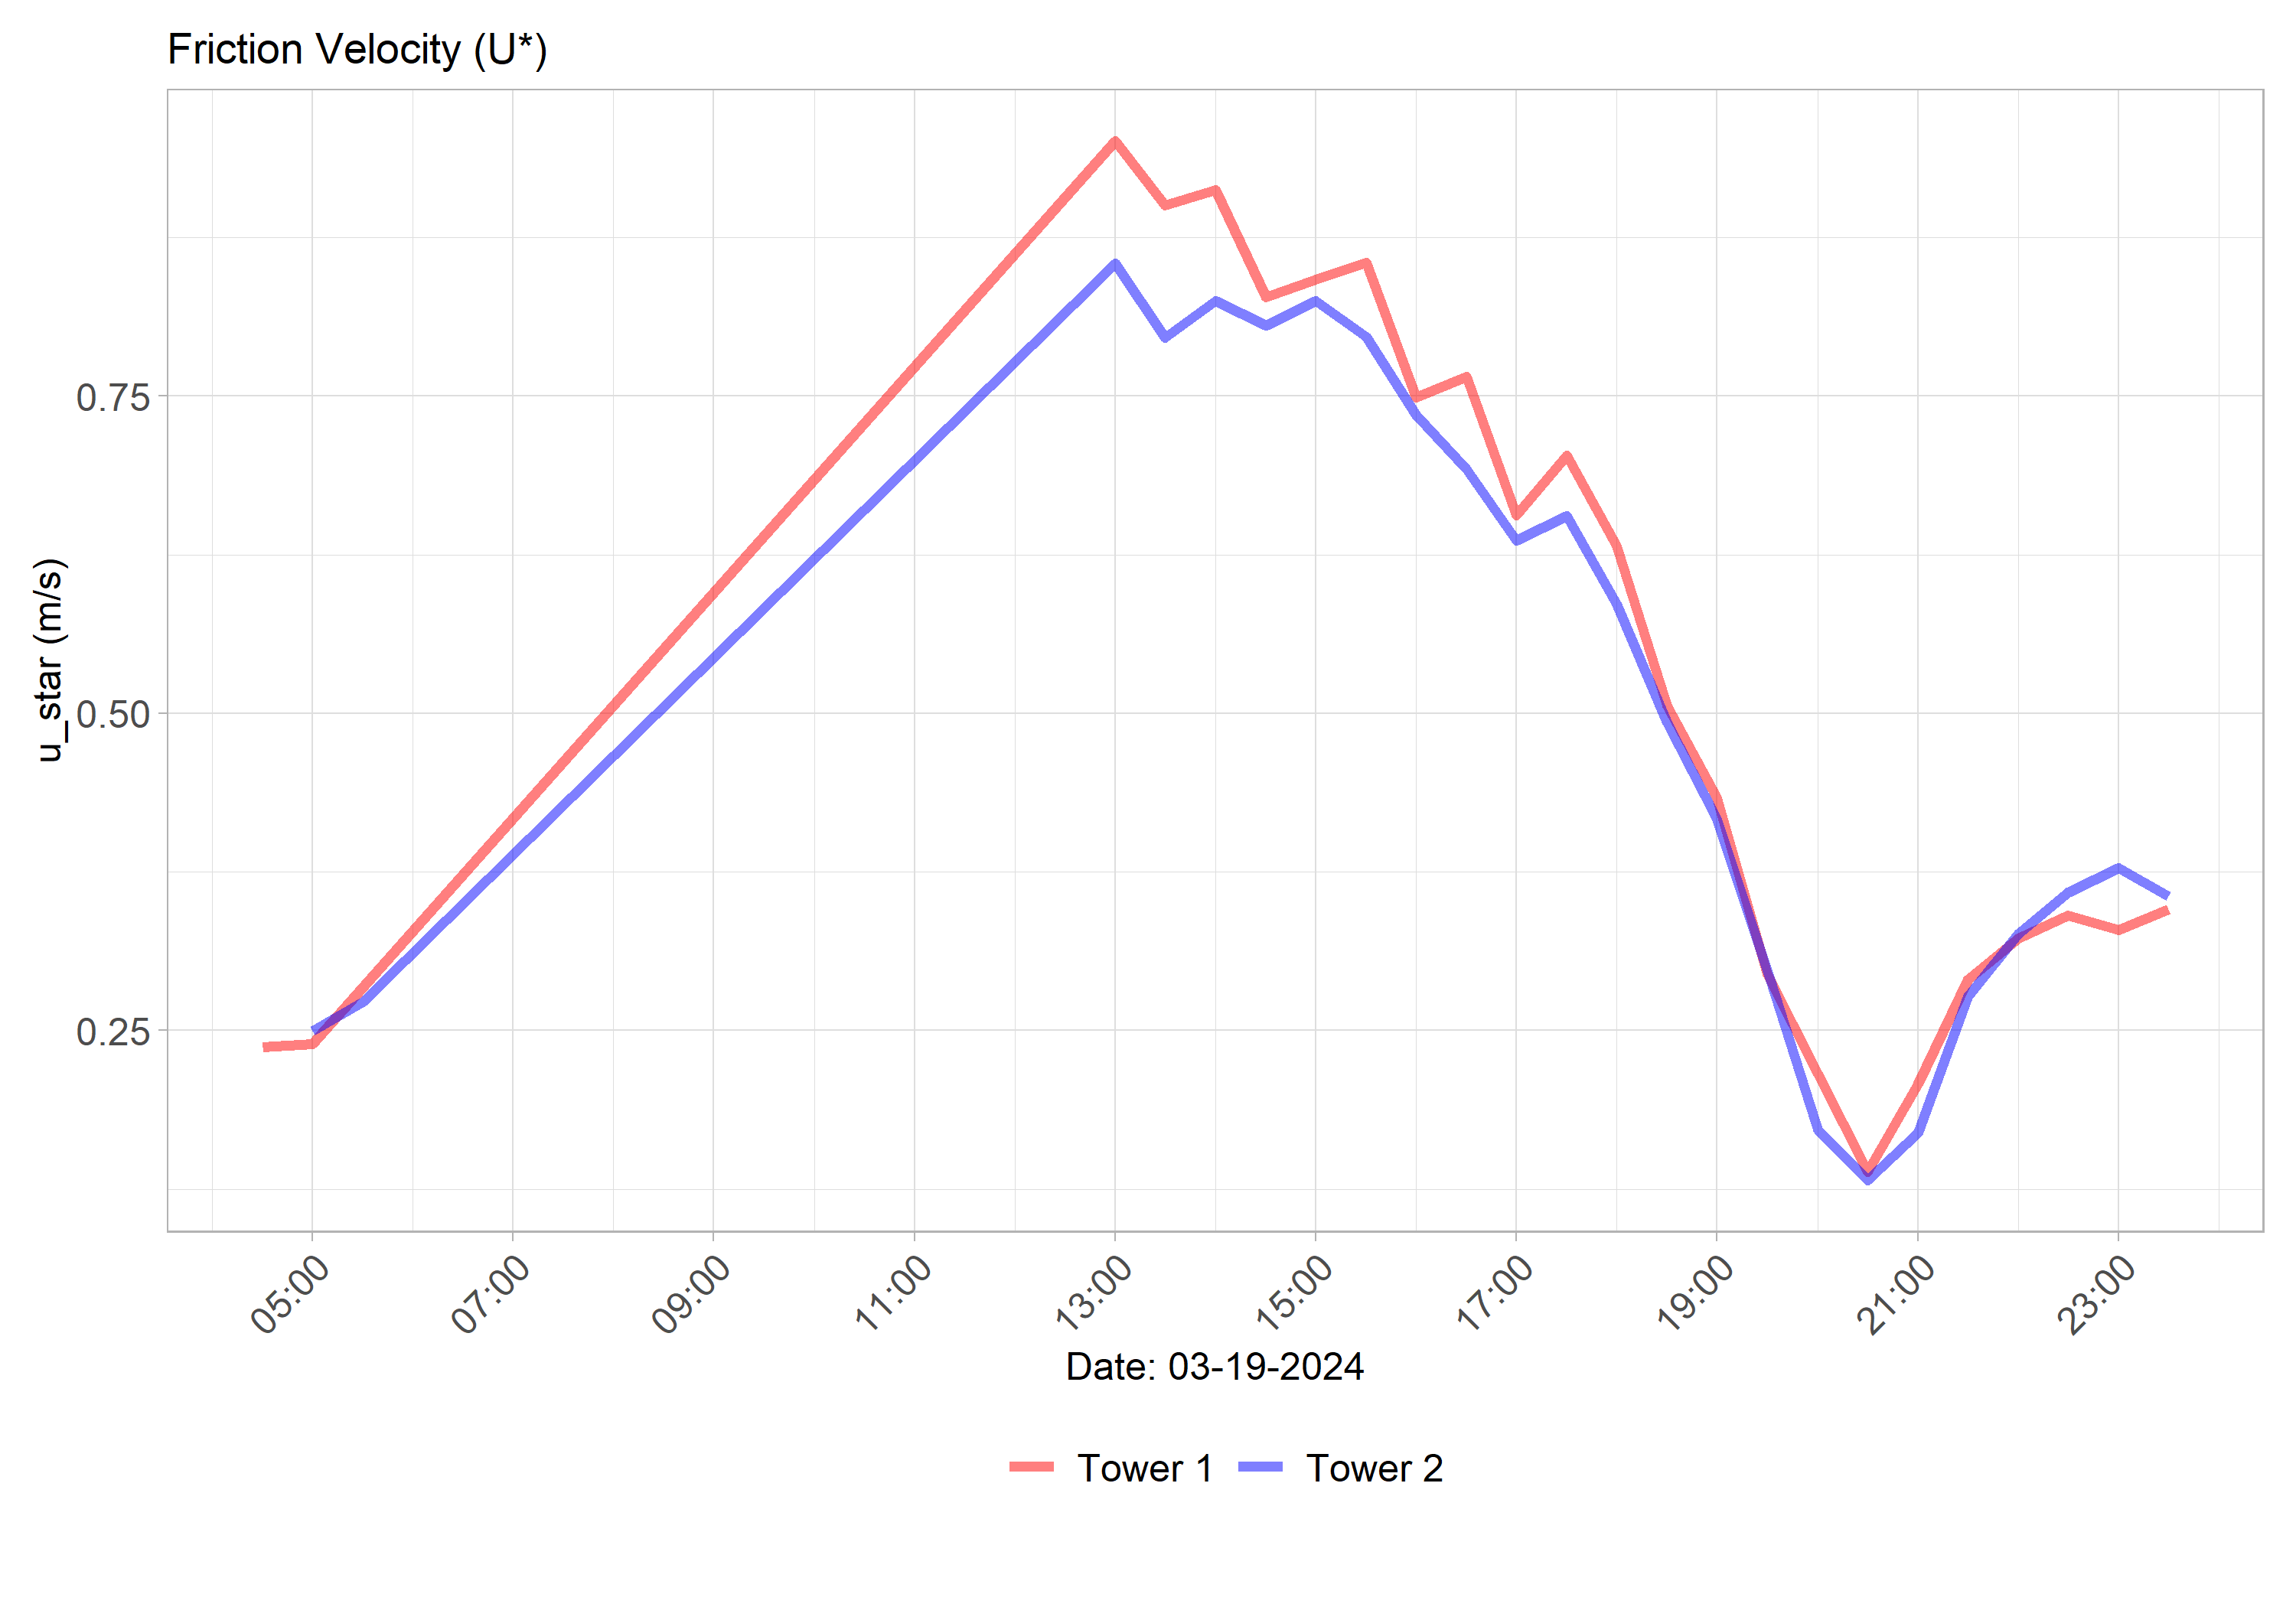 Friction Velocity (U*)
u_star (m/s)
0.75
0.50
0.25
05:00 07:00 09:00 11:00 13:00 15:00 17:00 19:00 21:00 23:00
Date: 03-19-2024
Tower 1 Tower 2